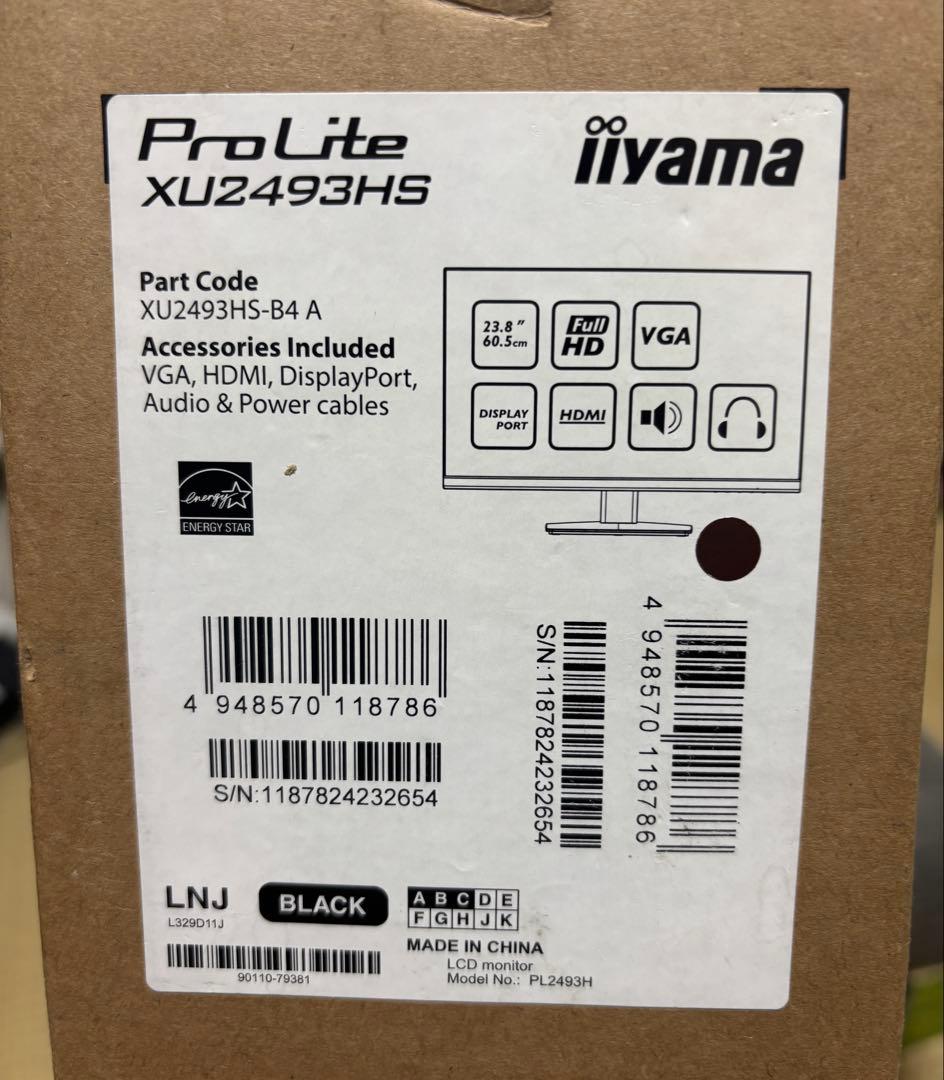 ProLite
XU2493HS
iiyama
Part Code
XU2493HS-B4 A
Accessories Included
VGA, HDMI, DisplayPort,
Audio & Power cables
23.8"
60.5cm
Full
HD
VGA
DISPLAY
PORT
HDMI
energy
ENERGY STAR
4 948570 118786
S/N:1187824232654
S/N:1187824232654
4 948570 118786
LNJ
L329D11J
BLACK
A B C D E
F G H J K
90110-79381
MADE IN CHINA
LCD monitor
Model No.: PL2493H